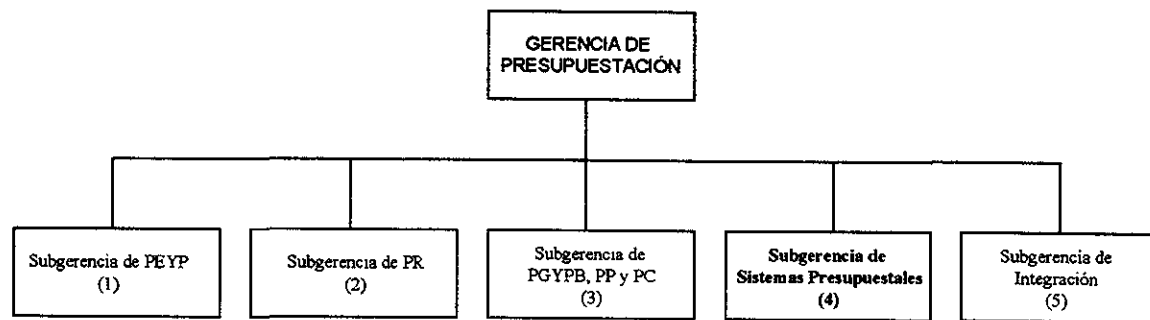 GERENCIA DE
PRESUPUESTACIÓN
Subgerencia de PEYP
(1)
Subgerencia de PR
(2)
Subgerencia de
PGYPB, PP y PC
(3)
Subgerencia de
Sistemas Presupuestales
(4)
Subgerencia de
Integración
(5)